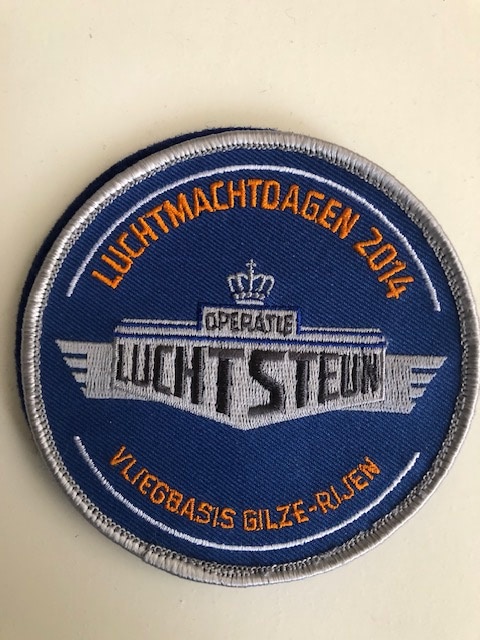 LUCHTMACHTDAGEN 2014
OPERATIE
LUCHTSTEUN
VLIEGBASIS GILZE-RIJEN